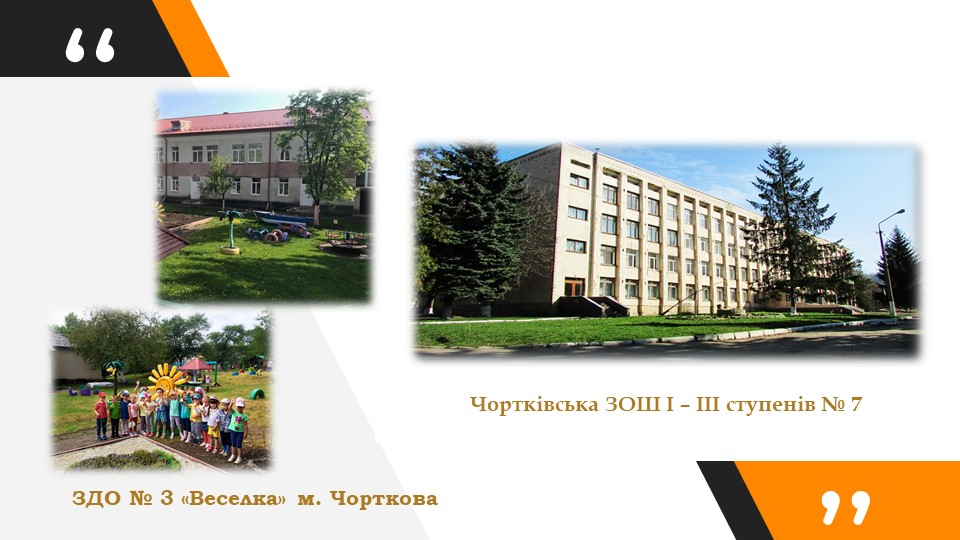 “
Чортківська ЗОШ І – ІІІ ступенів № 7
ЗДО № 3 «Веселка» м. Чорткова
”